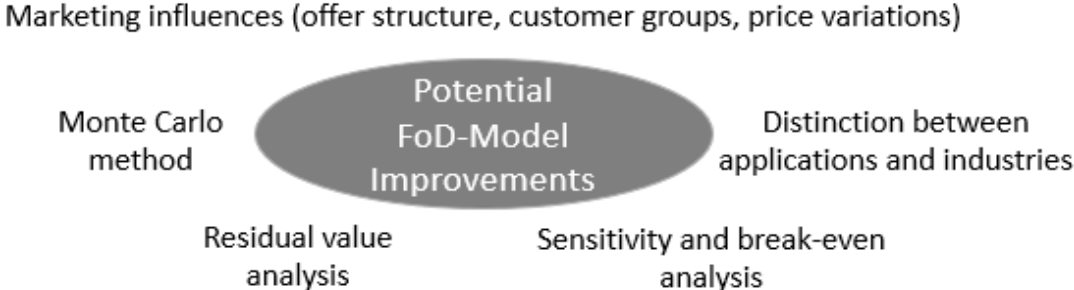 Marketing influences (offer structure, customer groups, price variations)
Potential
FoD-Model
Improvements
Monte Carlo
method
Distinction between
applications and industries
Residual value
analysis
Sensitivity and break-even
analysis